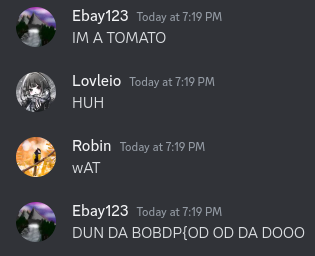 Ebay123 Today at 7:19 PM
IM A TOMATO
Lovleio Today at 7:19 PM
HUH
Robin Today at 7:19 PM
wAT
Ebay123 Today at 7:19 PM
DUN DA BOBDP{OD OD DA DOOO